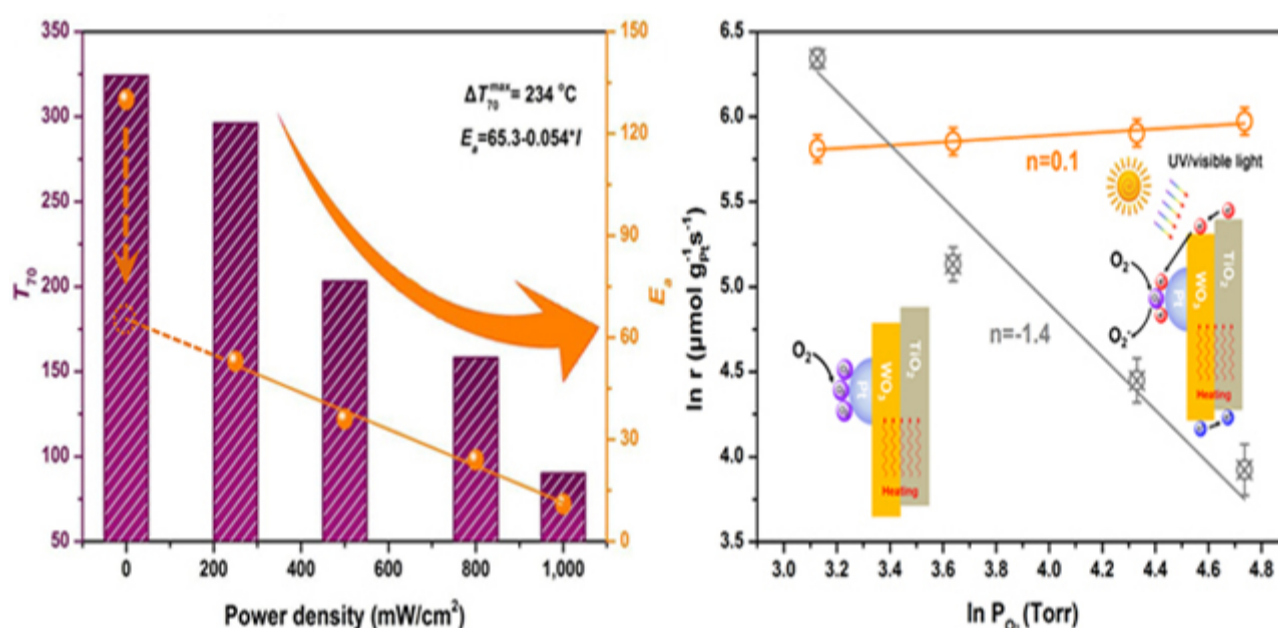 350
300
250
200
150
100
50
T₇₀
150
120
90
60
30
0
Eₐ
ΔT₇₀ᵐᵃˣ= 234 °C
Eₐ=65.3-0.054*I
0
200
400
600
800
1,000
Power density (mW/cm²)
6.5
6.0
5.5
5.0
4.5
4.0
3.5
ln r (μmol g⁻¹Pt s⁻¹)
n=0.1
UV/visible light
n=-1.4
O₂
Pt
WO₃
TiO₂
Heating
O₂
O₂⁻
Pt
WO₃
TiO₂
Heating
3.0
3.2
3.4
3.6
3.8
4.0
4.2
4.4
4.6
4.8
ln P O₂ (Torr)